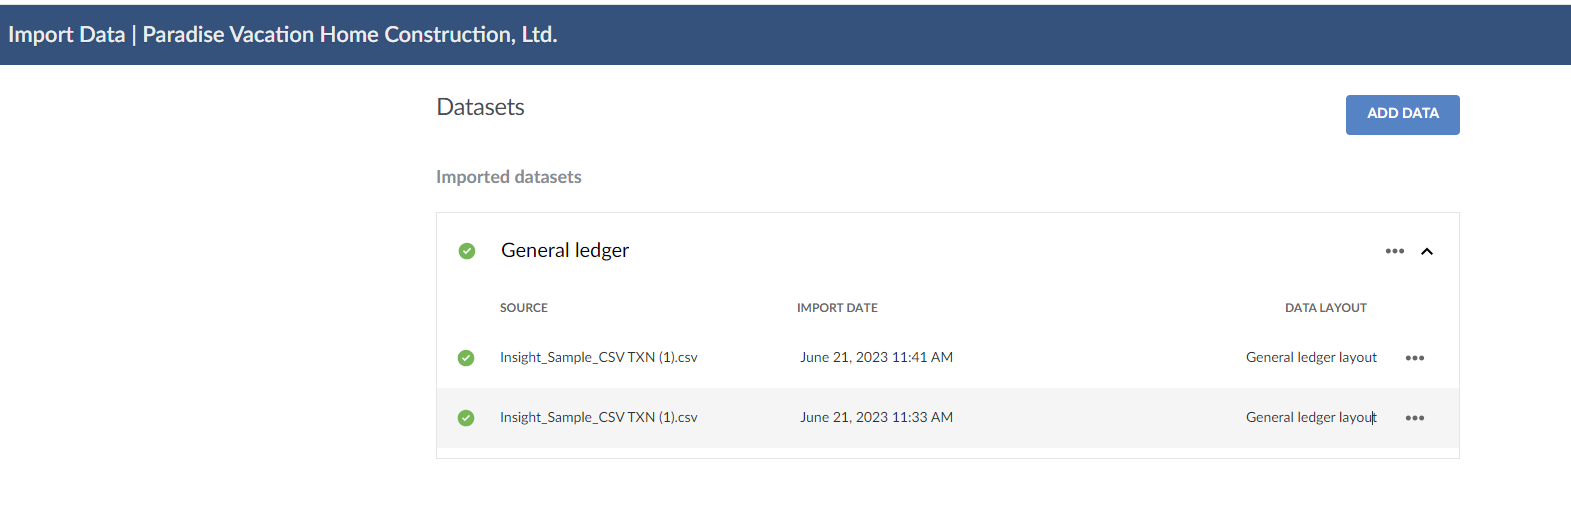 Import Data | Paradise Vacation Home Construction, Ltd.
Datasets
ADD DATA
Imported datasets
General ledger
SOURCE IMPORT DATE DATA LAYOUT
Insight_Sample_CSV TXN (1).csv June 21, 2023 11:41 AM General ledger layout
Insight_Sample_CSV TXN (1).csv June 21, 2023 11:33 AM General ledger layout